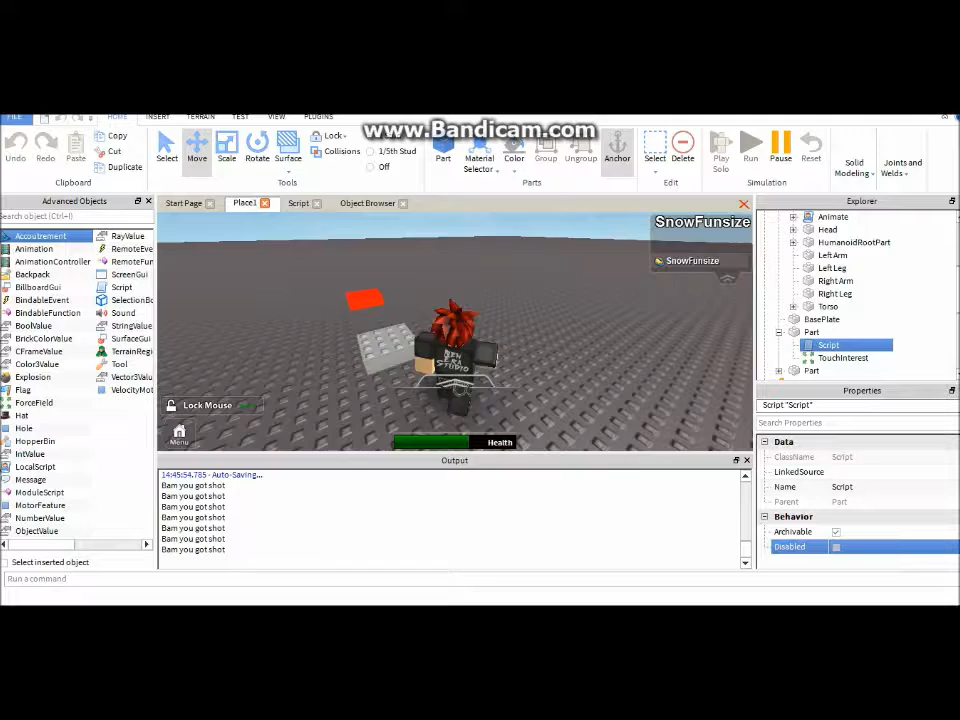 FILE HOME INSERT TERRAIN TEST VIEW PLUGINS
www.Bandicam.com
Undo Redo Paste Copy Cut Duplicate
Clipboard
Select Move Scale Rotate Surface Lock Collisions 1/5th Stud Off
Tools
Part Material Selector Color Group Ungroup Anchor
Parts
Select Delete
Edit
Play Solo Run Pause Reset
Simulation
Solid Modeling
Joints and Welds
Advanced Objects
Search object (Ctrl+I)
Accoutrement RayValue
Animation RemoteEve
AnimationController RemoteFun
Backpack ScreenGui
BillboardGui Script
BindableEvent SelectionBo
BindableFunction Sound
BoolValue StringValue
BrickColorValue SurfaceGui
CFrameValue TerrainRegi
Color3Value Tool
Explosion Vector3Valu
Flag VelocityMot
ForceField
Hat
Hole
HopperBin
IntValue
LocalScript
Message
ModuleScript
MotorFeature
NumberValue
ObjectValue
Select inserted object
Run a command
Start Page Place1 Script Object Browser
SnowFunsize
SnowFunsize
STUDIO
Lock Mouse
Menu
Health
Output
14:45:54.785 - Auto-Saving...
Bam you got shot
Bam you got shot
Bam you got shot
Bam you got shot
Bam you got shot
Bam you got shot
Bam you got shot
Explorer
Animate
Head
HumanoidRootPart
Left Arm
Left Leg
Right Arm
Right Leg
Torso
BasePlate
Part
Script
TouchInterest
Part
Properties
Script "Script"
Search Properties
Data
ClassName Script
LinkedSource
Name Script
Parent Part
Behavior
Archivable
Disabled